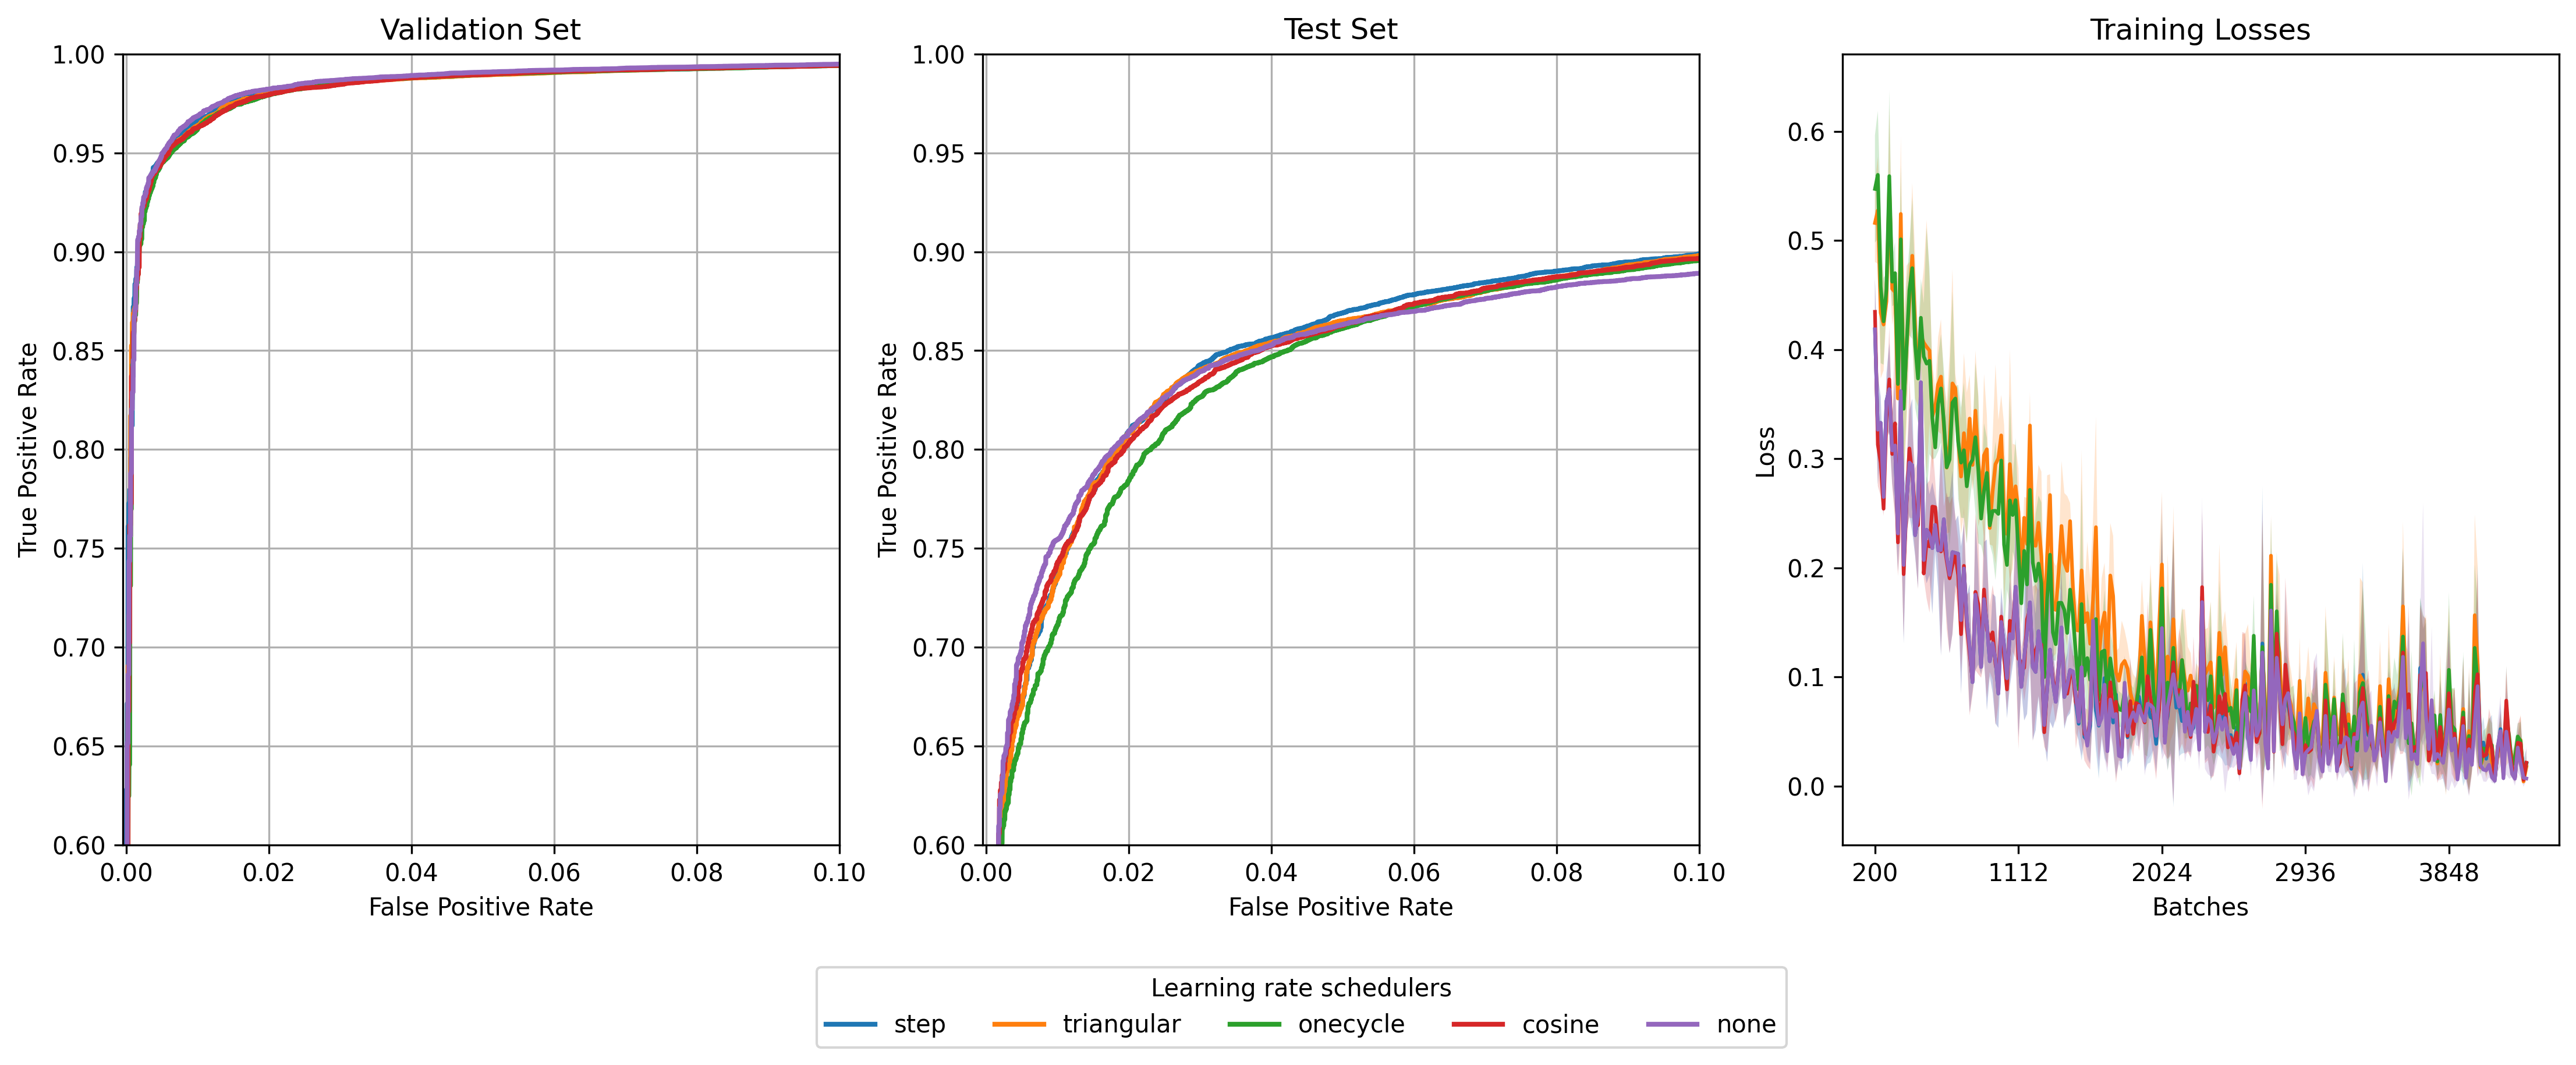 Validation Set
1.00
0.95
0.90
0.85
0.80
0.75
0.70
0.65
0.60
True Positive Rate
0.00 0.02 0.04 0.06 0.08 0.10
False Positive Rate
Test Set
1.00
0.95
0.90
0.85
0.80
0.75
0.70
0.65
0.60
True Positive Rate
0.00 0.02 0.04 0.06 0.08 0.10
False Positive Rate
Training Losses
0.6
0.5
0.4
0.3
0.2
0.1
0.0
Loss
200 1112 2024 2936 3848
Batches
Learning rate schedulers
step triangular onecycle cosine none